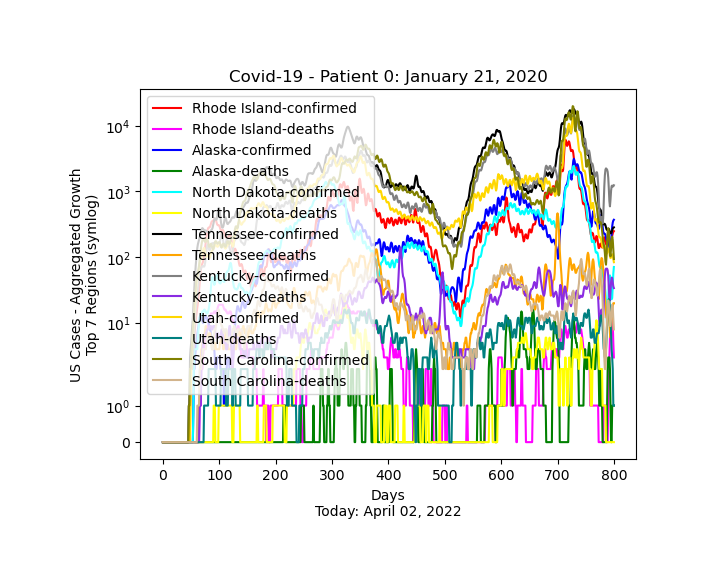 Covid-19 - Patient 0: January 21, 2020
US Cases - Aggregated Growth
Top 7 Regions (symlog)
10^4
10^3
10^2
10^1
10^0
0
Rhode Island-confirmed
Rhode Island-deaths
Alaska-confirmed
Alaska-deaths
North Dakota-confirmed
North Dakota-deaths
Tennessee-confirmed
Tennessee-deaths
Kentucky-confirmed
Kentucky-deaths
Utah-confirmed
Utah-deaths
South Carolina-confirmed
South Carolina-deaths
0 100 200 300 400 500 600 700 800
Days
Today: April 02, 2022